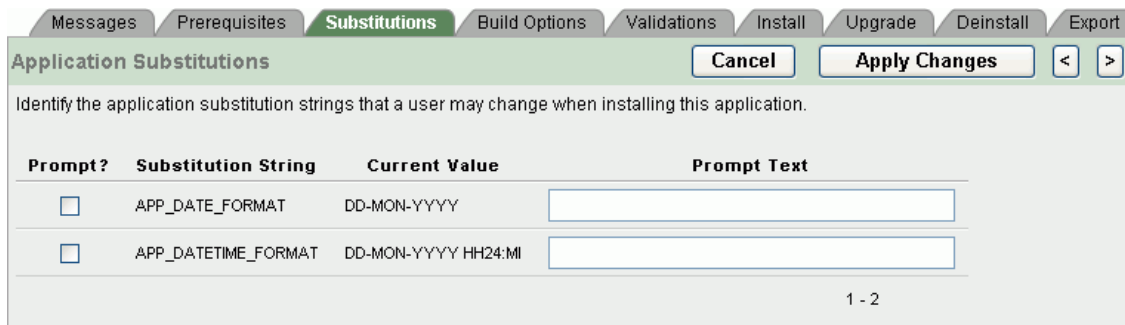 Messages Prerequisites Substitutions Build Options Validations Install Upgrade Deinstall Export
Application Substitutions Cancel Apply Changes < >
Identify the application substitution strings that a user may change when installing this application.
Prompt? Substitution String Current Value Prompt Text
APP_DATE_FORMAT DD-MON-YYYY
APP_DATETIME_FORMAT DD-MON-YYYY HH24:MI
1 - 2